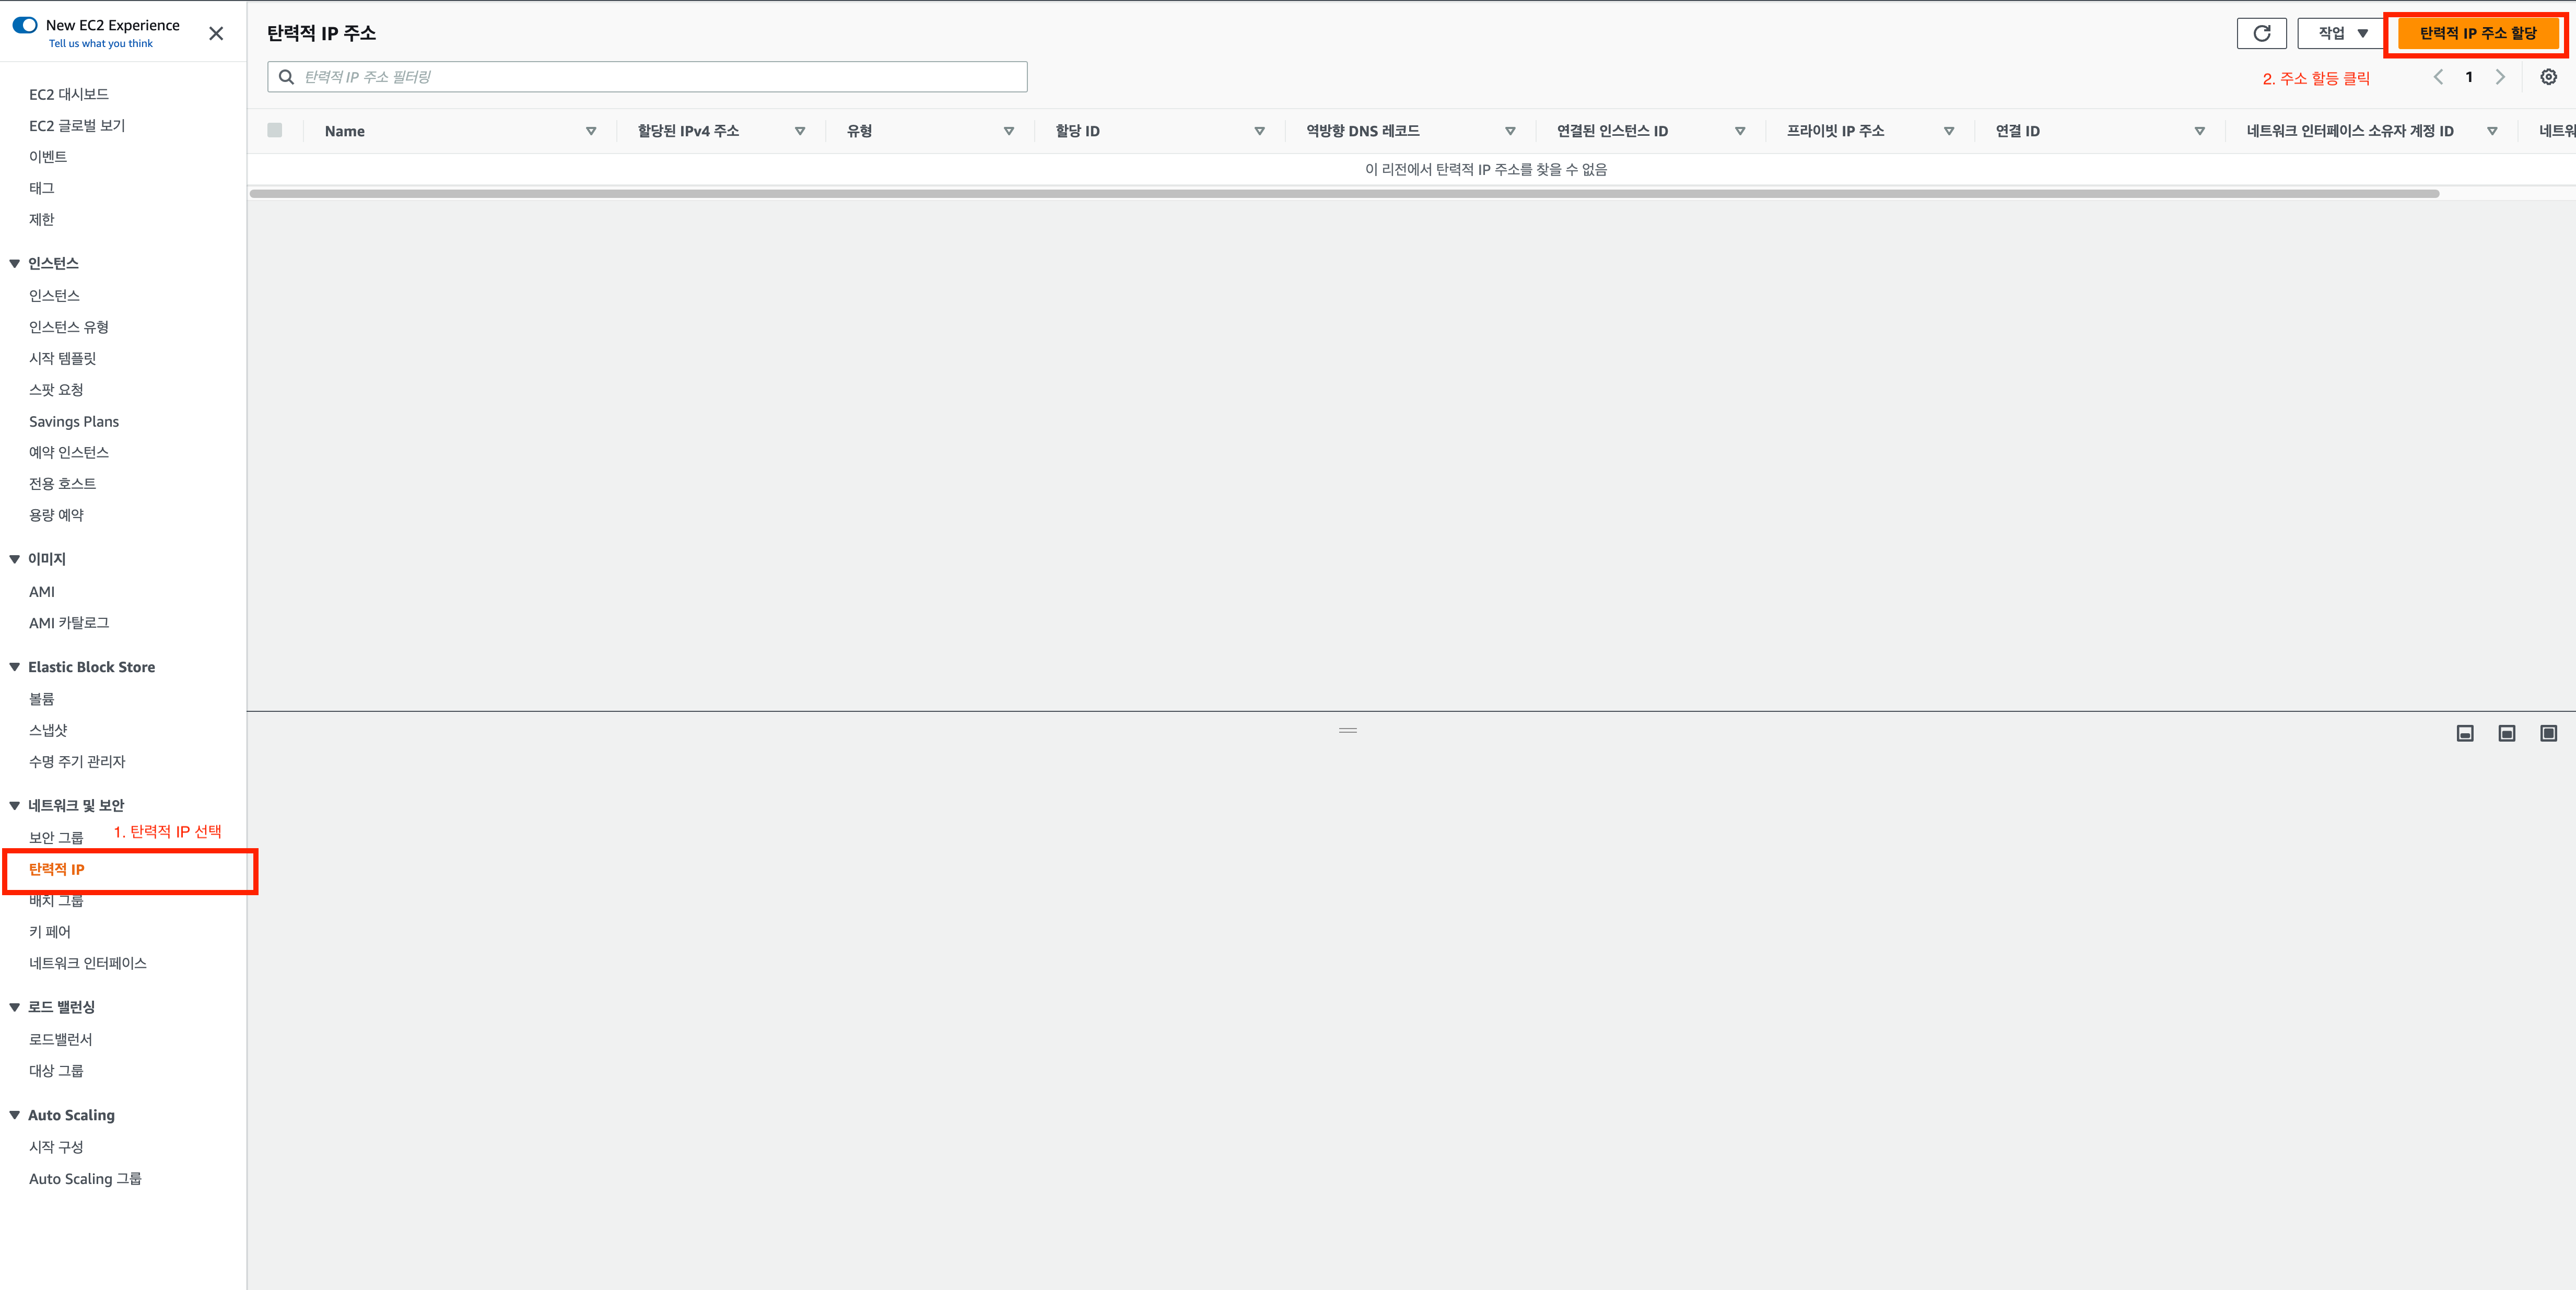 New EC2 Experience
Tell us what you think
EC2 대시보드
EC2 글로벌 보기
이벤트
태그
제한
인스턴스
인스턴스
인스턴스 유형
시작 템플릿
스팟 요청
Savings Plans
예약 인스턴스
전용 호스트
용량 예약
이미지
AMI
AMI 카탈로그
Elastic Block Store
볼륨
스냅샷
수명 주기 관리자
네트워크 및 보안
보안 그룹
1. 탄력적 IP 선택
탄력적 IP
배치 그룹
키 페어
네트워크 인터페이스
로드 밸런싱
로드밸런서
대상 그룹
Auto Scaling
시작 구성
Auto Scaling 그룹
탄력적 IP 주소
작업
탄력적 IP 주소 할당
탄력적 IP 주소 필터링
2. 주소 할등 클릭
1
Name 할당된 IPv4 주소 유형 할당 ID 역방향 DNS 레코드 연결된 인스턴스 ID 프라이빗 IP 주소 연결 ID 네트워크 인터페이스 소유자 계정 ID 네트워
이 리전에서 탄력적 IP 주소를 찾을 수 없음